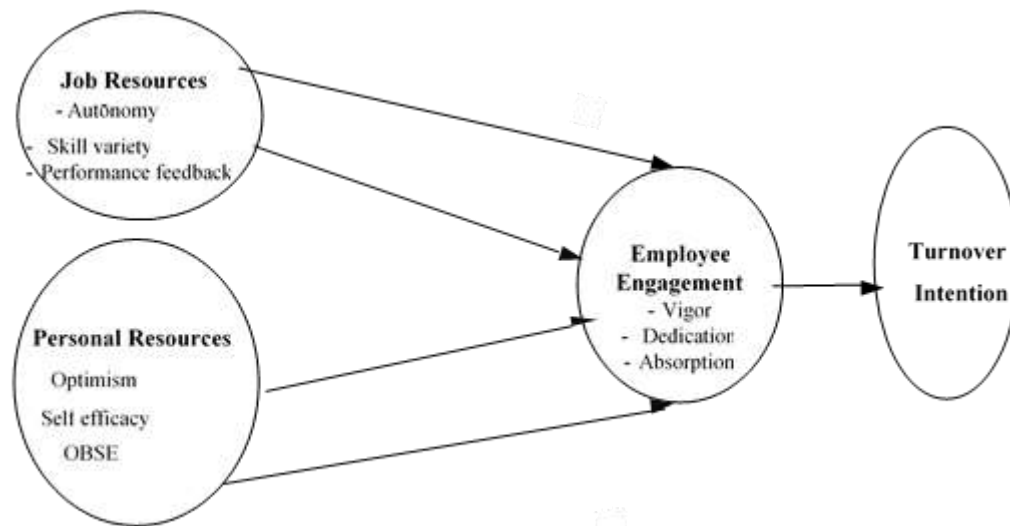 Job Resources
- Autōnomy
- Skill variety
- Performance feedback
Personal Resources
Optimism
Self efficacy
OBSE
Employee
Engagement
- Vigor
- Dedication
- Absorption
Turnover
Intention